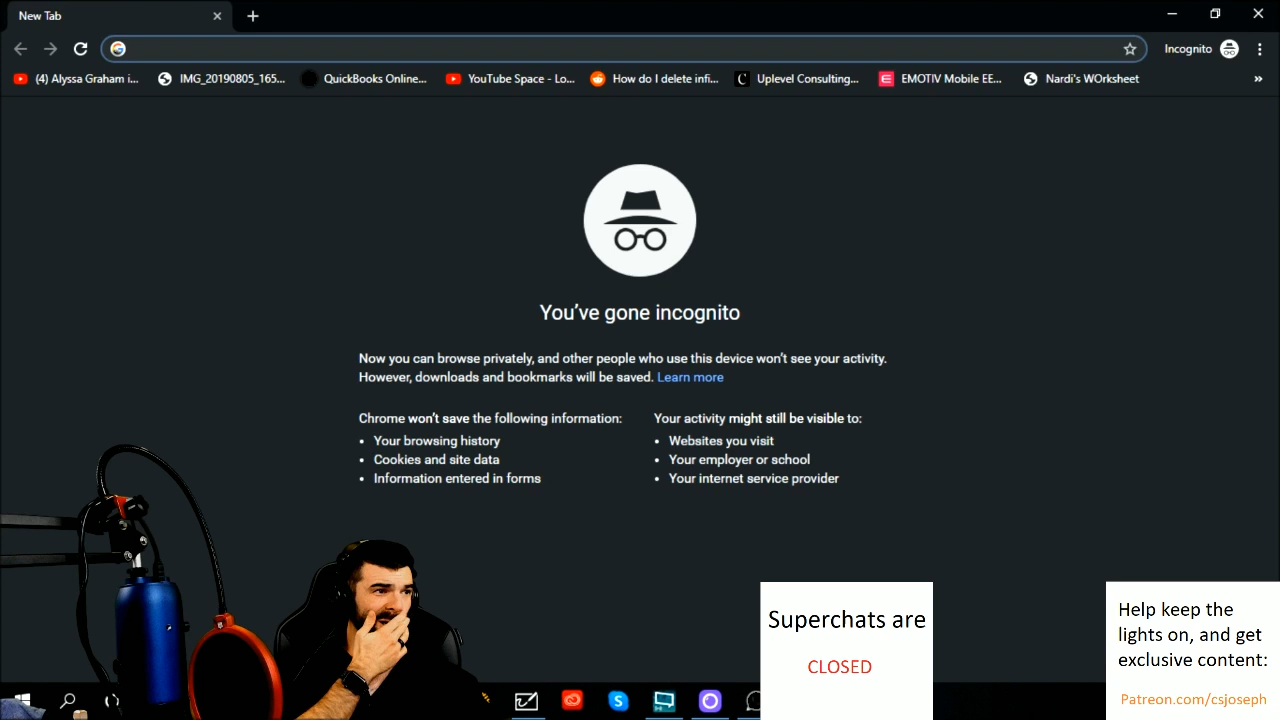 New Tab
Incognito
(4) Alyssa Graham i...
IMG_20190805_165...
QuickBooks Online...
YouTube Space - Lo...
How do I delete infi...
Uplevel Consulting...
EMOTIV Mobile EE...
Nardi's WOrksheet
»
You've gone incognito
Now you can browse privately, and other people who use this device won't see your activity.
However, downloads and bookmarks will be saved. Learn more
Chrome won't save the following information:
• Your browsing history
• Cookies and site data
• Information entered in forms
Your activity might still be visible to:
• Websites you visit
• Your employer or school
• Your internet service provider
Superchats are
CLOSED
Help keep the
lights on, and get
exclusive content:
Patreon.com/csjoseph